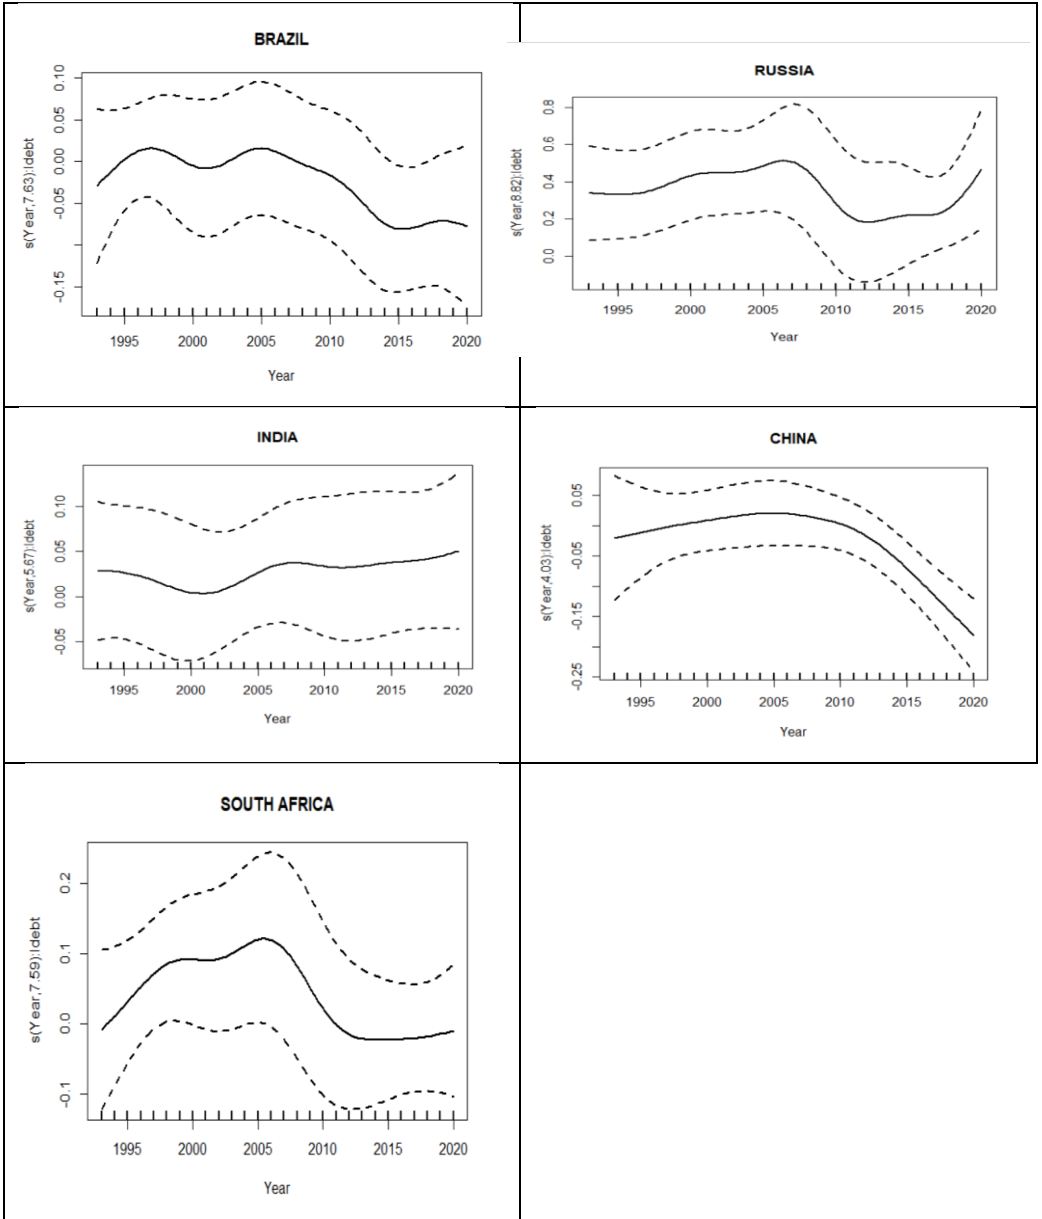 BRAZIL
s(Year,7.63):ldebt
0.10
0.05
0.00
-0.05
-0.15
1995 2000 2005 2010 2015 2020
Year
RUSSIA
s(Year,8.82):ldebt
0.8
0.6
0.4
0.2
0.0
1995 2000 2005 2010 2015 2020
Year
INDIA
s(Year,5.67):ldebt
0.10
0.05
0.00
-0.05
1995 2000 2005 2010 2015 2020
Year
CHINA
s(Year,4.03):ldebt
0.05
-0.05
-0.15
-0.25
1995 2000 2005 2010 2015 2020
Year
SOUTH AFRICA
s(Year,7.59):ldebt
0.2
0.1
0.0
-0.1
1995 2000 2005 2010 2015 2020
Year